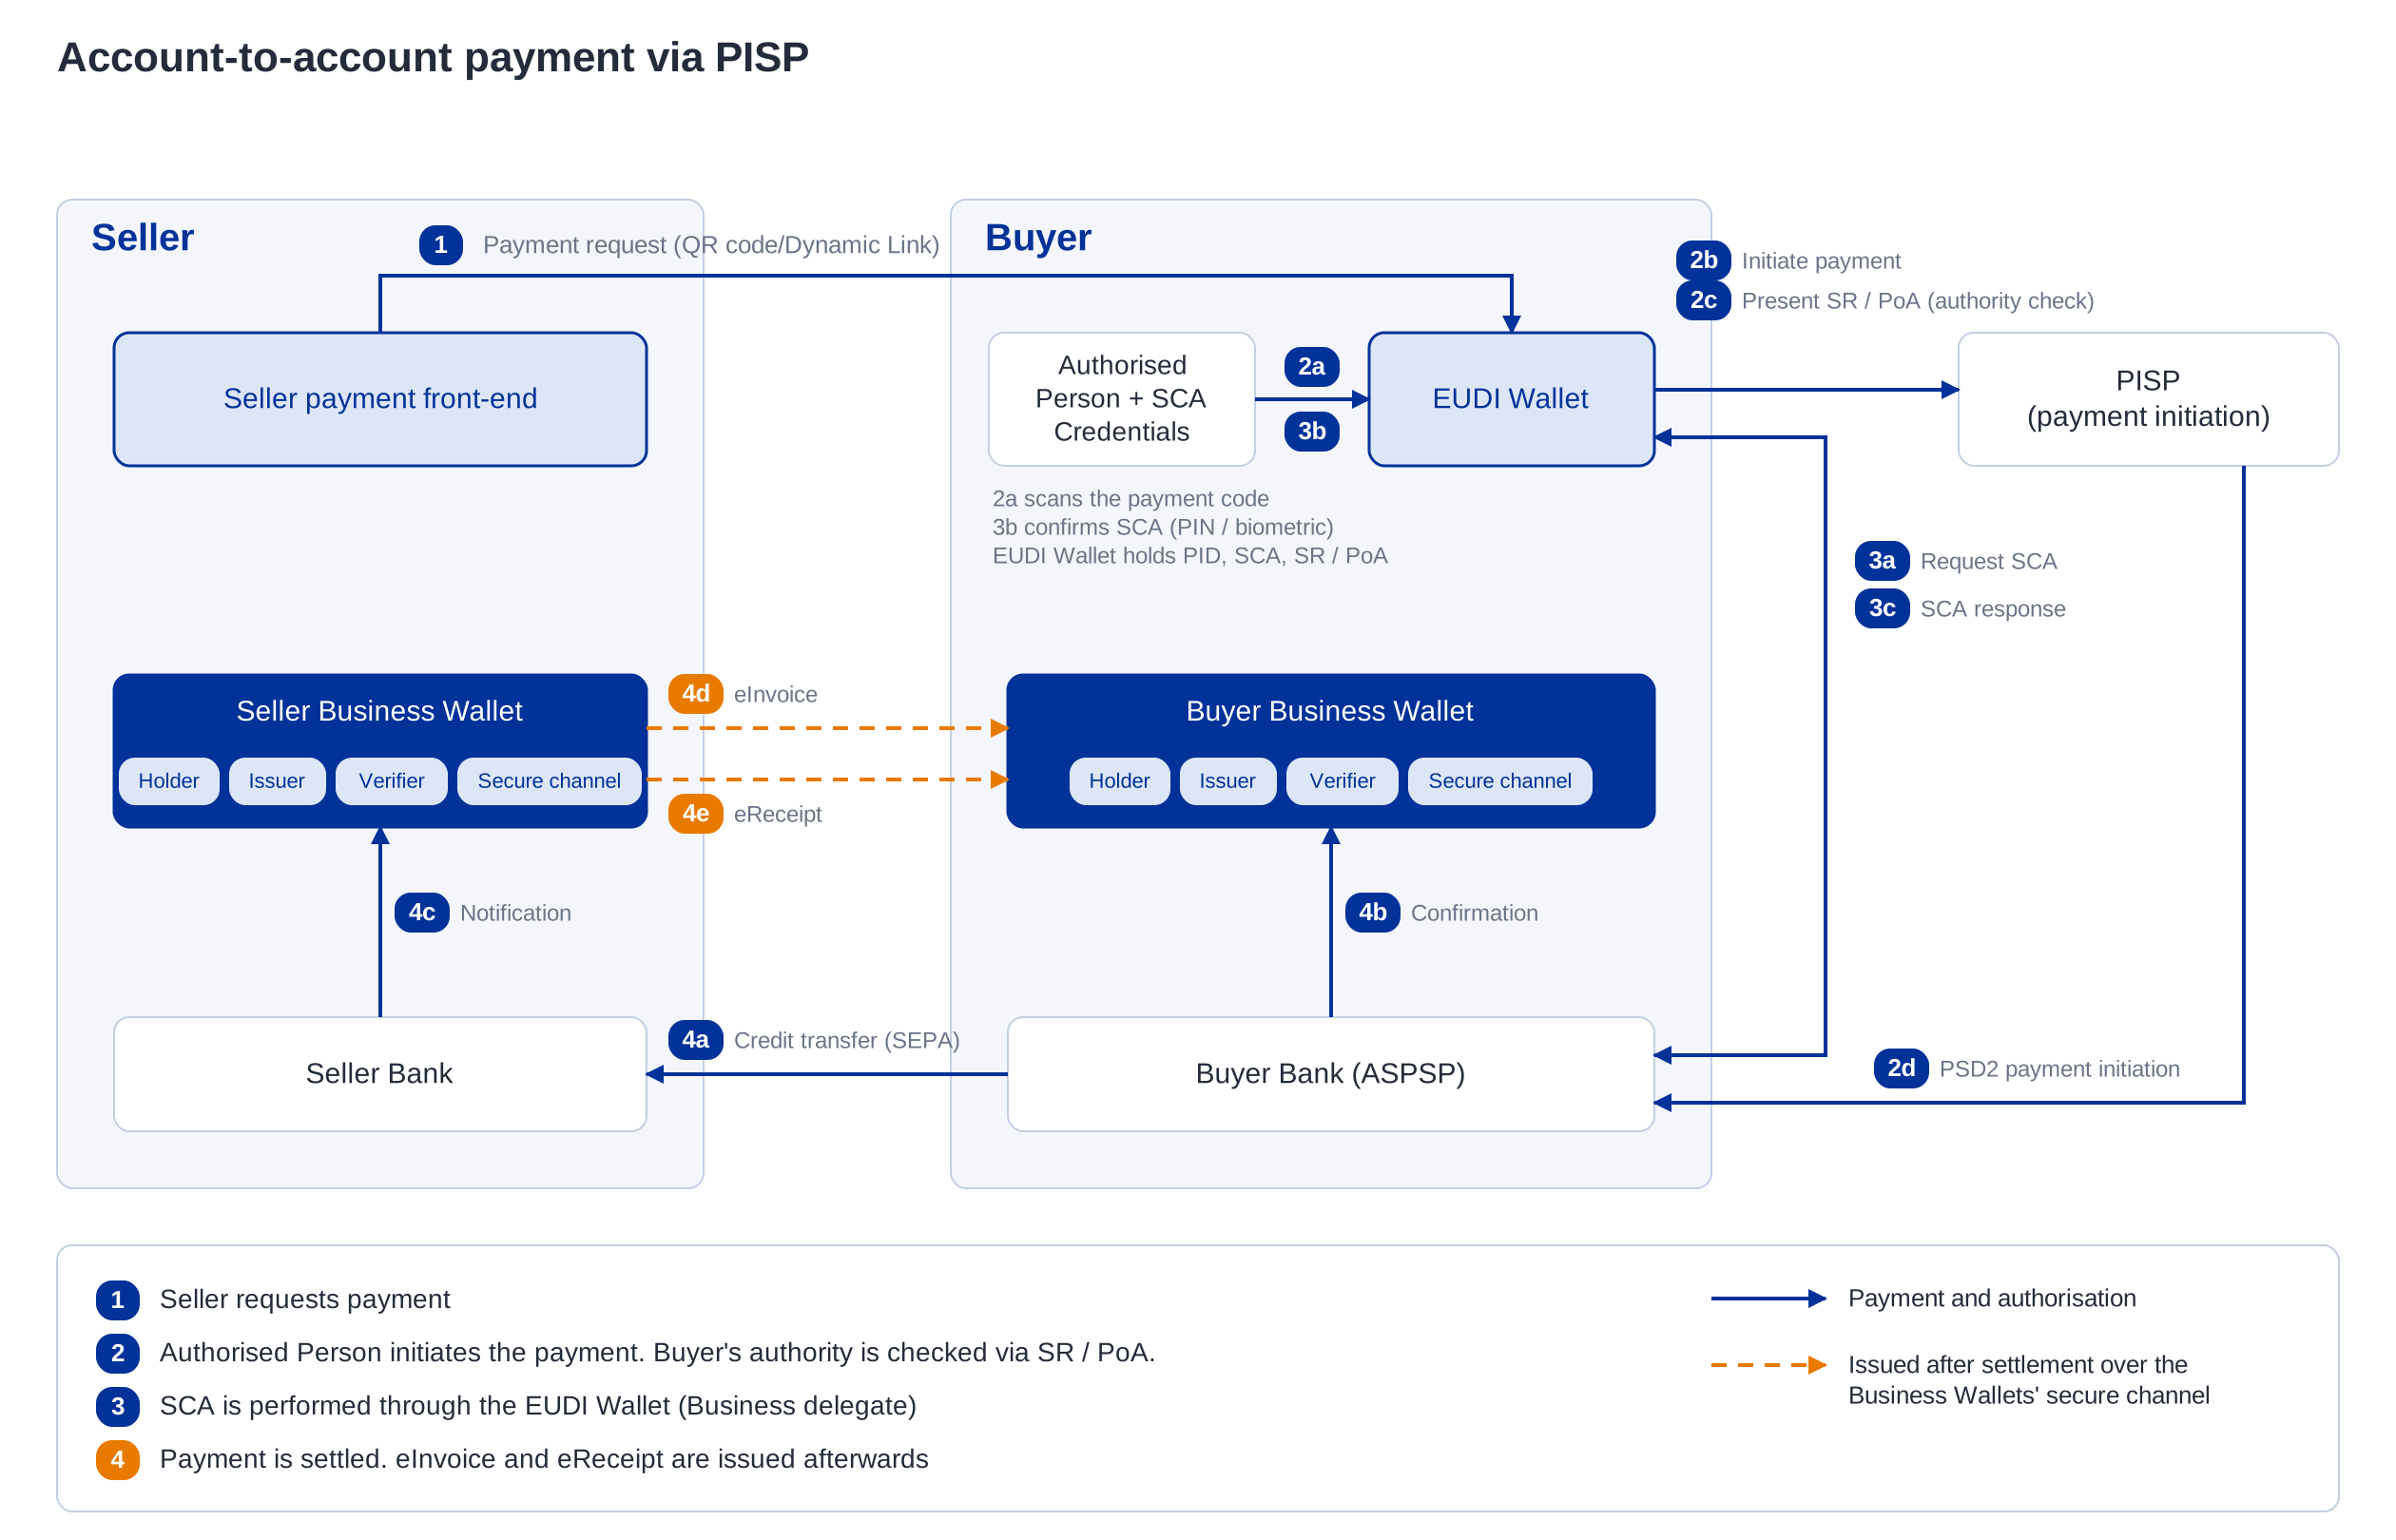 Account-to-account payment via PISP
Seller
1
Payment request (QR code/Dynamic Link)
Buyer
2b
Initiate payment
2c
Present SR / PoA (authority check)
Seller payment front-end
Authorised
Person + SCA
Credentials
2a
3b
EUDI Wallet
PISP
(payment initiation)
2a scans the payment code
3b confirms SCA (PIN / biometric)
EUDI Wallet holds PID, SCA, SR / PoA
3a
Request SCA
3c
SCA response
Seller Business Wallet
Holder
Issuer
Verifier
Secure channel
4d
eInvoice
4e
eReceipt
Buyer Business Wallet
Holder
Issuer
Verifier
Secure channel
4c
Notification
4b
Confirmation
Seller Bank
4a
Credit transfer (SEPA)
Buyer Bank (ASPSP)
2d
PSD2 payment initiation
1
Seller requests payment
2
Authorised Person initiates the payment. Buyer's authority is checked via SR / PoA.
3
SCA is performed through the EUDI Wallet (Business delegate)
4
Payment is settled. eInvoice and eReceipt are issued afterwards
Payment and authorisation
Issued after settlement over the
Business Wallets' secure channel